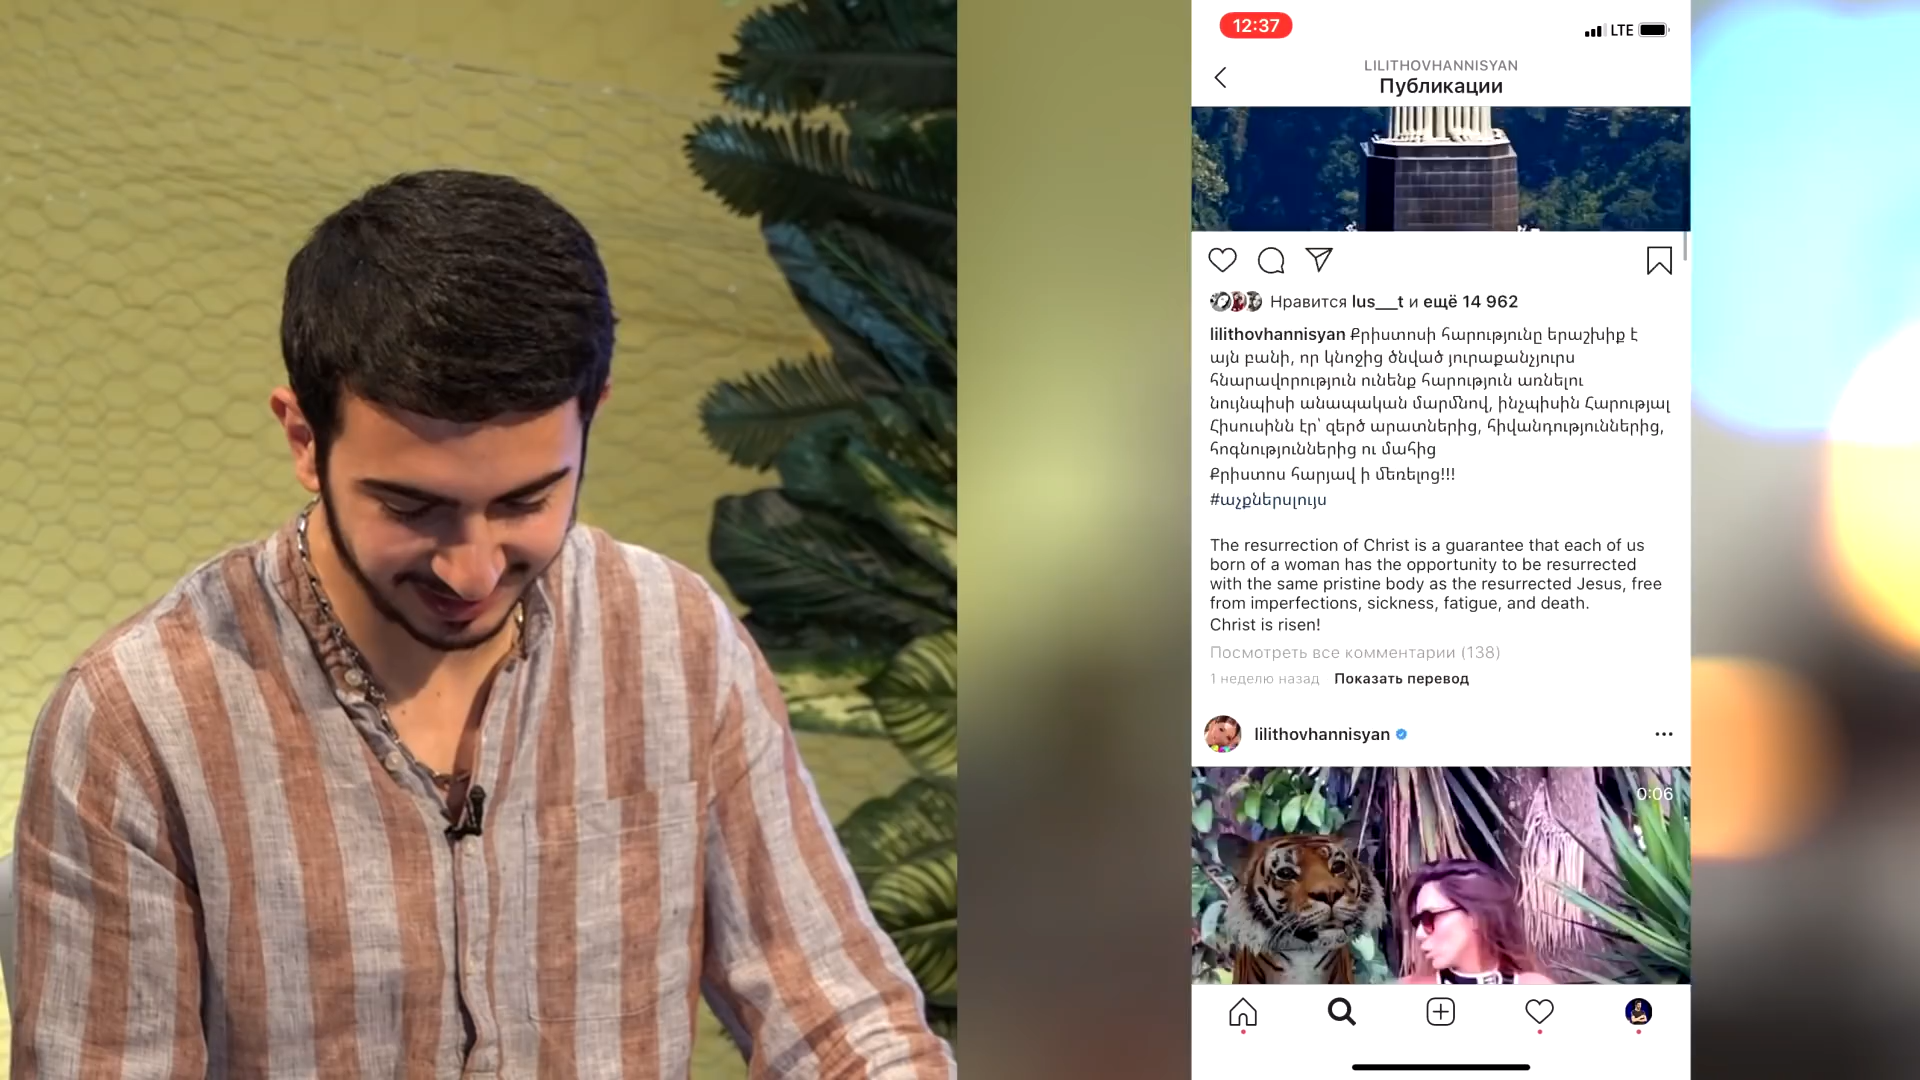 12:37
LTE
LILITHOVHANNISYAN
Публикации
Нравится lus___t и ещё 14 962
lilithovhannisyan Քրիստոսի հարությունը երաշխիք է
այն բանի, որ կնոջից ծնված յուրաքանչյուրս
հնարավորություն ունենք հարություն առնելու
նույնպիսի անապական մարմնով, ինչպիսին Հարությալ
Հիսուսինն էր՝ զերծ արատներից, հիվանդություններից,
հոգնություններից ու մահից
Քրիստոս հարյավ ի մեռելոց!!!
#աչքներսլույս
The resurrection of Christ is a guarantee that each of us
born of a woman has the opportunity to be resurrected
with the same pristine body as the resurrected Jesus, free
from imperfections, sickness, fatigue, and death.
Christ is risen!
Посмотреть все комментарии (138)
1 неделю назад Показать перевод
lilithovhannisyan
0:06